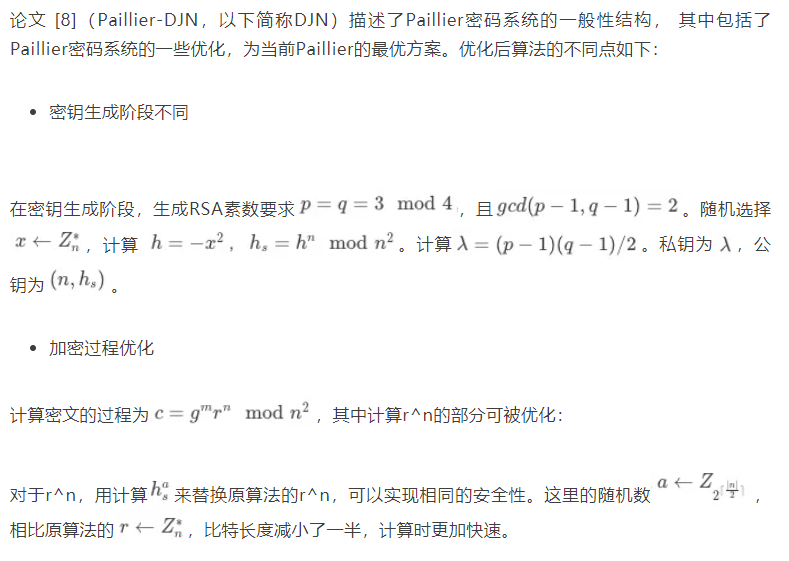 论文 [8]（Paillier-DJN，以下简称DJN）描述了Paillier密码系统的一般性结构， 其中包括了
Paillier密码系统的一些优化，为当前Paillier的最优方案。优化后算法的不同点如下：
• 密钥生成阶段不同
在密钥生成阶段，生成RSA素数要求 p = q = 3 mod 4 ，且 gcd(p − 1, q − 1) = 2 。随机选择
x ← Z_n^* ，计算 h = −x^2 ，h_s = h^n mod n^2 。计算 λ = (p − 1)(q − 1)/2 。私钥为 λ ，公
钥为 (n, h_s) 。
• 加密过程优化
计算密文的过程为 c = g^m r^n mod n^2 ，其中计算r^n的部分可被优化：
对于r^n，用计算 h_s^a 来替换原算法的r^n，可以实现相同的安全性。这里的随机数 a ← Z_{2^{⌈|n|/2⌉}} ，
相比原算法的 r ← Z_n^* ，比特长度减小了一半，计算时更加快速。